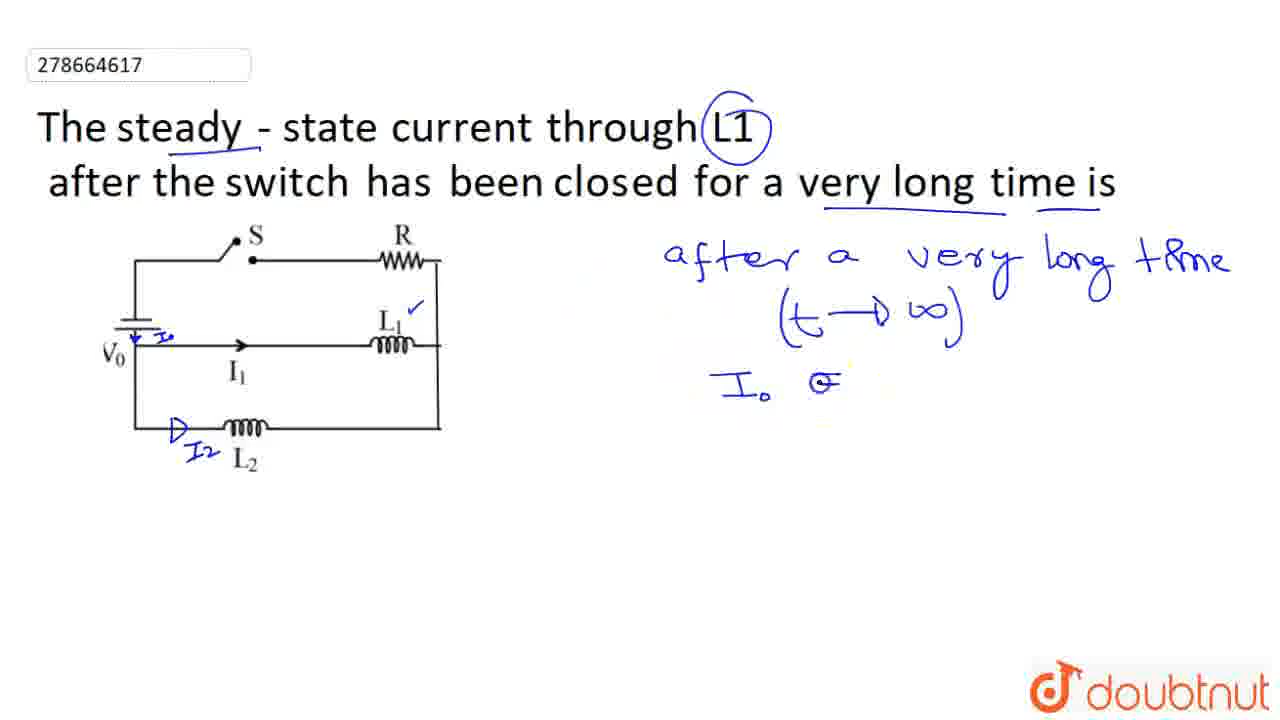 278664617
The steady - state current through L1
after the switch has been closed for a very long time is
S
R
after a very long time
L₁
(t → ∞)
I₀
V₀
I₁
I₀
I2
L₂
doubtnut